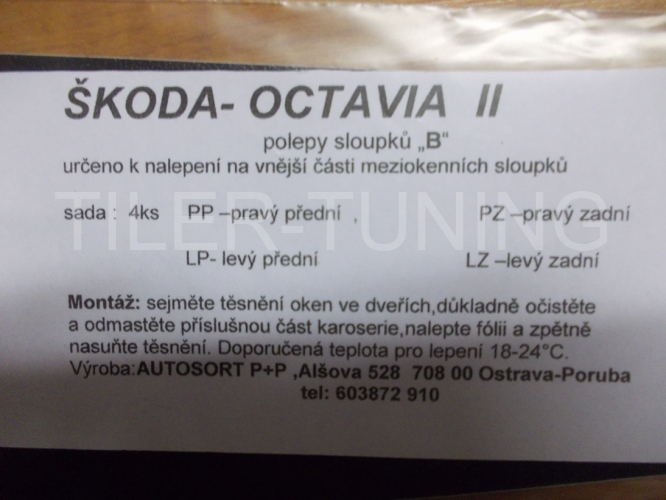 ŠKODA- OCTAVIA II
polepy sloupků „B“
určeno k nalepení na vnější části meziokenních sloupků
TILER-TUNING
sada : 4ks PP –pravý přední , PZ –pravý zadní
LP- levý přední LZ –levý zadní
Montáž: sejměte těsnění oken ve dveřích,důkladně očistěte
a odmastěte příslušnou část karoserie,nalepte fólii a zpětně
nasuňte těsnění. Doporučená teplota pro lepení 18-24°C.
Výroba:AUTOSORT P+P ,Alšova 528 708 00 Ostrava-Poruba
tel: 603872 910